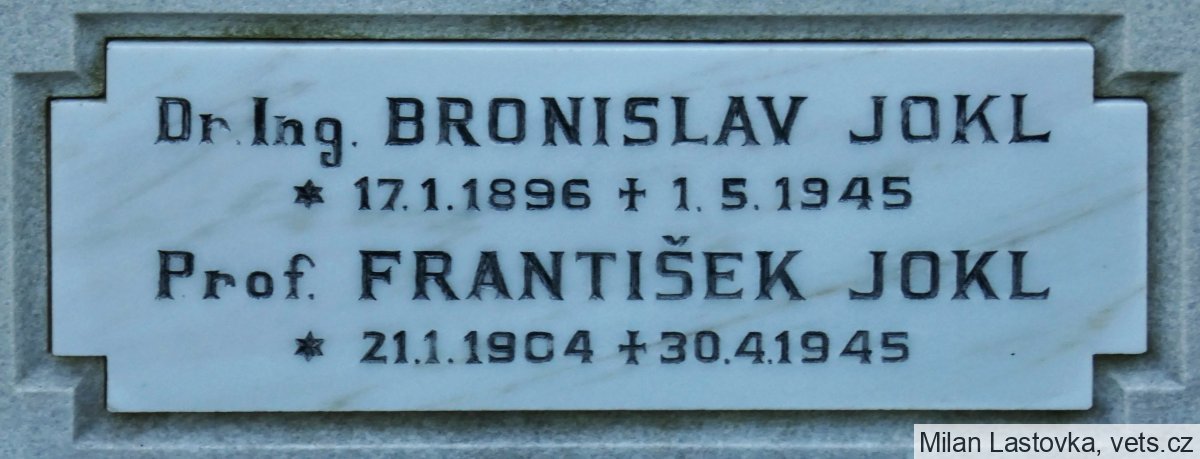 Dr. Ing. BRONISLAV JOKL
* 17.1.1896 ✝ 1.5.1945
Prof. FRANTIŠEK JOKL
* 21.1.1904 ✝ 30.4.1945
Milan Lastovka, vets.cz